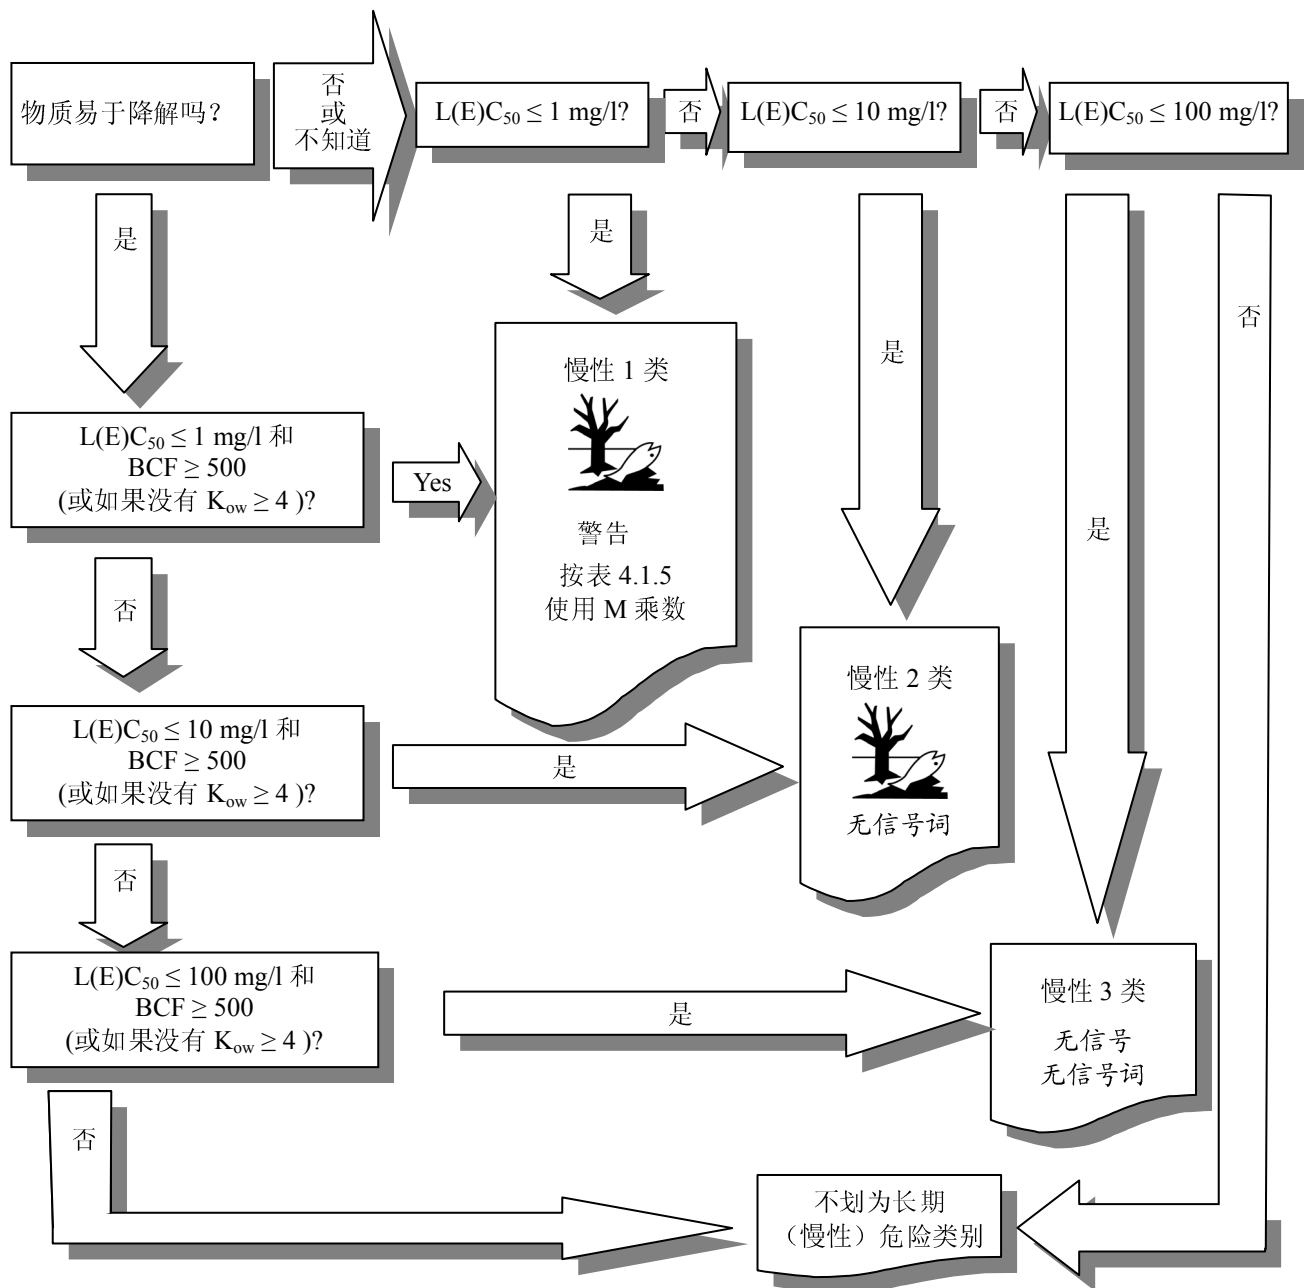 物质易于降解吗?
否
或
不知道
L(E)C₅₀ ≤ 1 mg/l?
否
L(E)C₅₀ ≤ 10 mg/l?
否
L(E)C₅₀ ≤ 100 mg/l?
是
是
是
是
否
L(E)C₅₀ ≤ 1 mg/l 和
BCF ≥ 500
(或如果没有 Kₒw ≥ 4 )?
Yes
慢性 1 类
警告
按表 4.1.5
使用 M 乘数
否
L(E)C₅₀ ≤ 10 mg/l 和
BCF ≥ 500
(或如果没有 Kₒw ≥ 4 )?
是
慢性 2 类
无信号词
否
L(E)C₅₀ ≤ 100 mg/l 和
BCF ≥ 500
(或如果没有 Kₒw ≥ 4 )?
是
慢性 3 类
无信号
无信号词
否
不划为长期
（慢性）危险类别